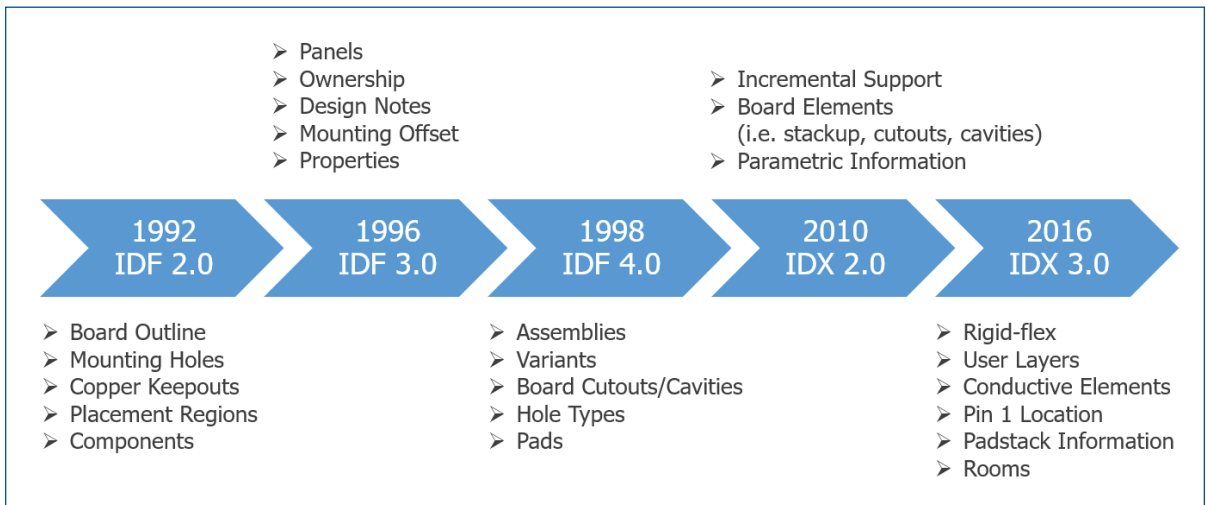 ➢ Panels
➢ Ownership
➢ Design Notes
➢ Mounting Offset
➢ Properties
➢ Incremental Support
➢ Board Elements
(i.e. stackup, cutouts, cavities)
➢ Parametric Information
1992
IDF 2.0
1996
IDF 3.0
1998
IDF 4.0
2010
IDX 2.0
2016
IDX 3.0
➢ Board Outline
➢ Mounting Holes
➢ Copper Keepouts
➢ Placement Regions
➢ Components
➢ Assemblies
➢ Variants
➢ Board Cutouts/Cavities
➢ Hole Types
➢ Pads
➢ Rigid-flex
➢ User Layers
➢ Conductive Elements
➢ Pin 1 Location
➢ Padstack Information
➢ Rooms